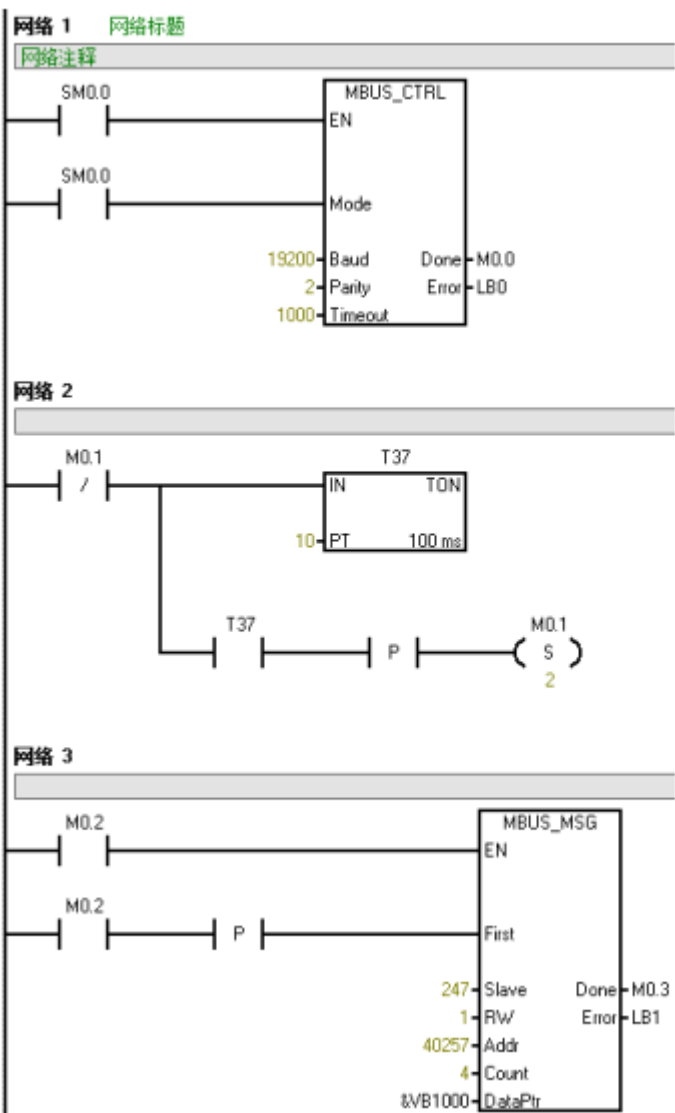 网络 1 网络标题
网络注释
SM0.0
MBUS_CTRL
EN
SM0.0
Mode
19200 Baud Done M0.0
2 Parity Error LB0
1000 Timeout
网络 2
M0.1
/
T37
IN TON
10 PT 100 ms
T37
P
M0.1
S
2
网络 3
M0.2
MBUS_MSG
EN
M0.2
P
First
247 Slave Done M0.3
1 RW Error LB1
40257 Addr
4 Count
&VB1000 DataPtr